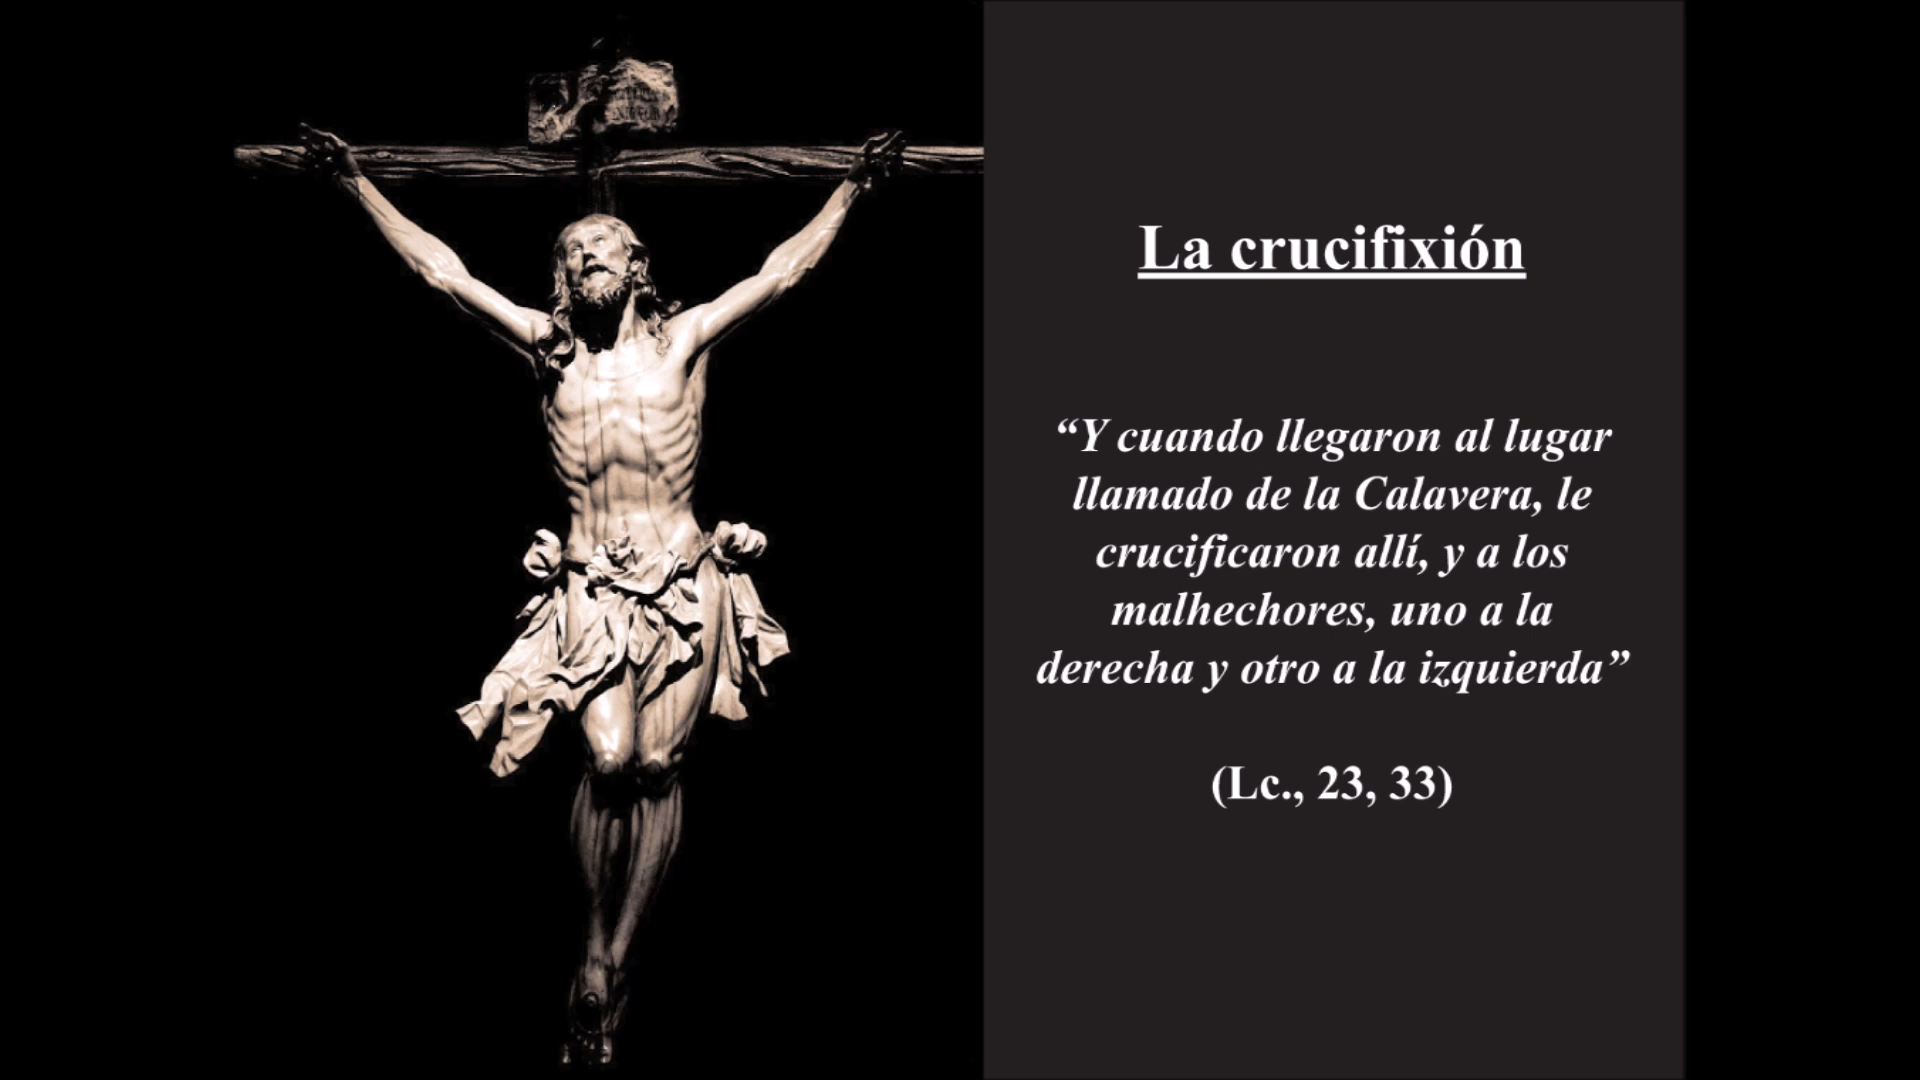 La crucifixión
“Y cuando llegaron al lugar
llamado de la Calavera, le
crucificaron allí, y a los
malhechores, uno a la
derecha y otro a la izquierda”
(Lc., 23, 33)